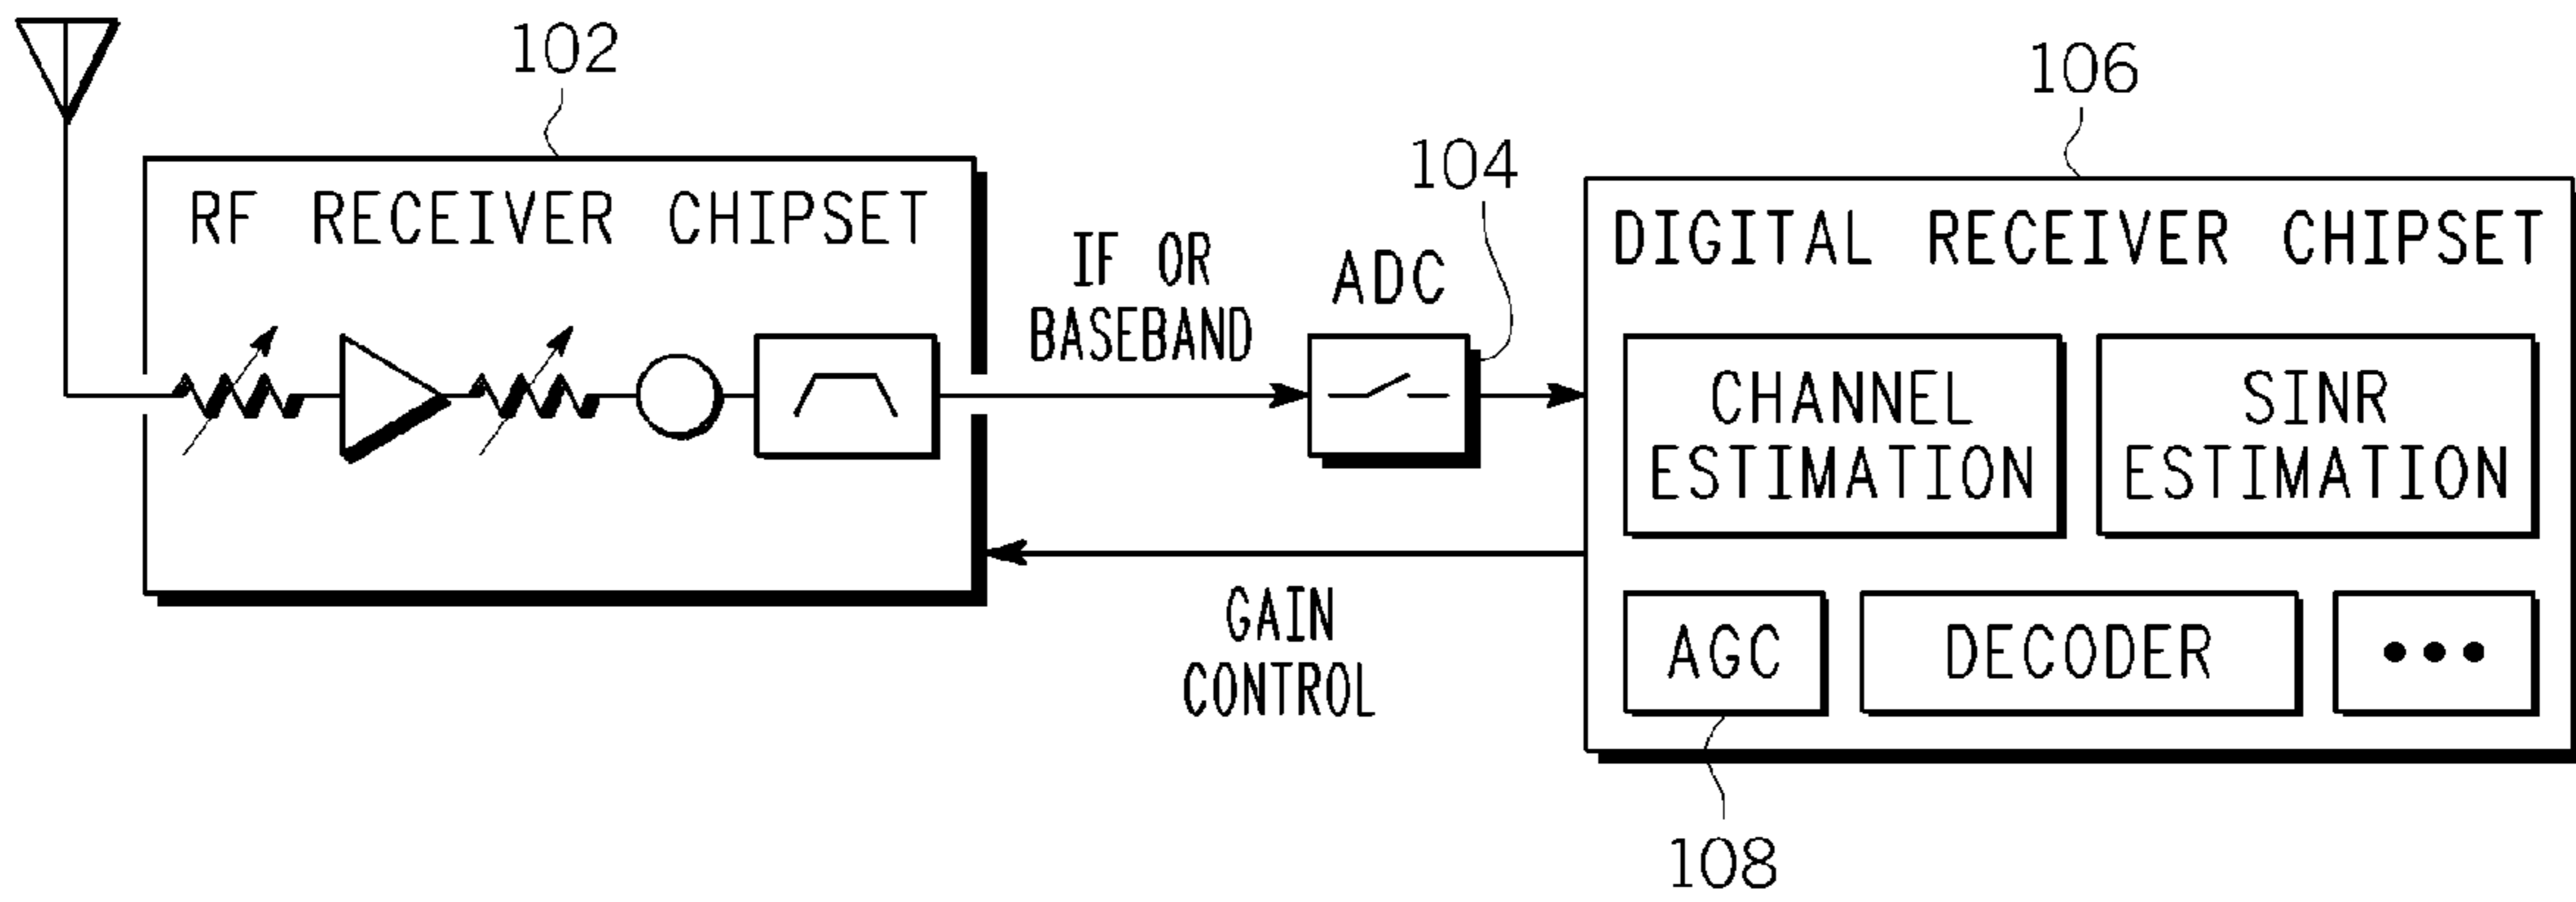 102
RF RECEIVER CHIPSET
IF OR
BASEBAND
ADC
104
106
DIGITAL RECEIVER CHIPSET
CHANNEL
ESTIMATION
SINR
ESTIMATION
GAIN
CONTROL
AGC
DECODER
•••
108